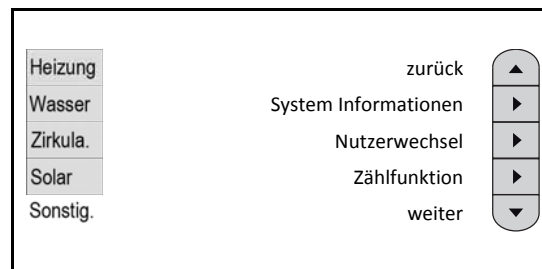 Heizung
zurück
Wasser
System Informationen
Zirkula.
Nutzerwechsel
Solar
Zählfunktion
Sonstig.
weiter